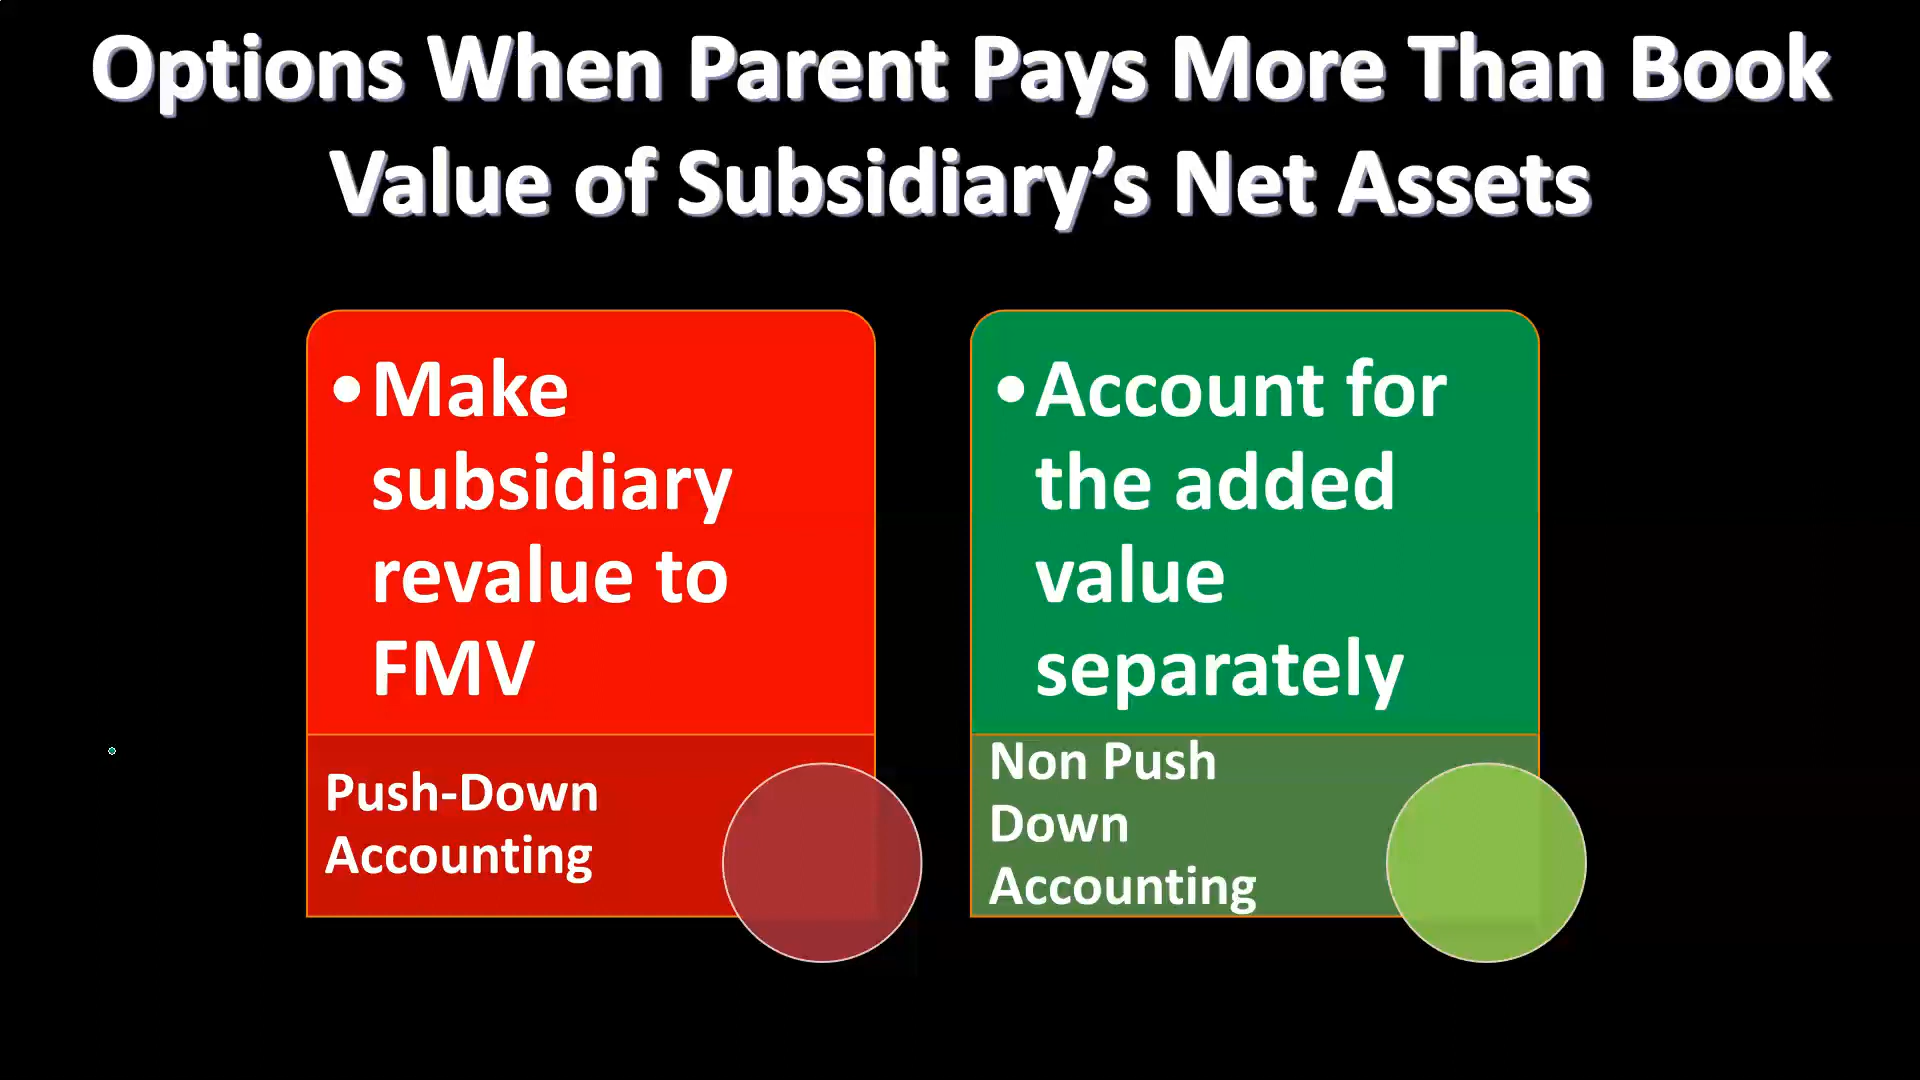 Options When Parent Pays More Than Book
Value of Subsidiary’s Net Assets
•Make
subsidiary
revalue to
FMV
Push-Down
Accounting
•Account for
the added
value
separately
Non Push
Down
Accounting